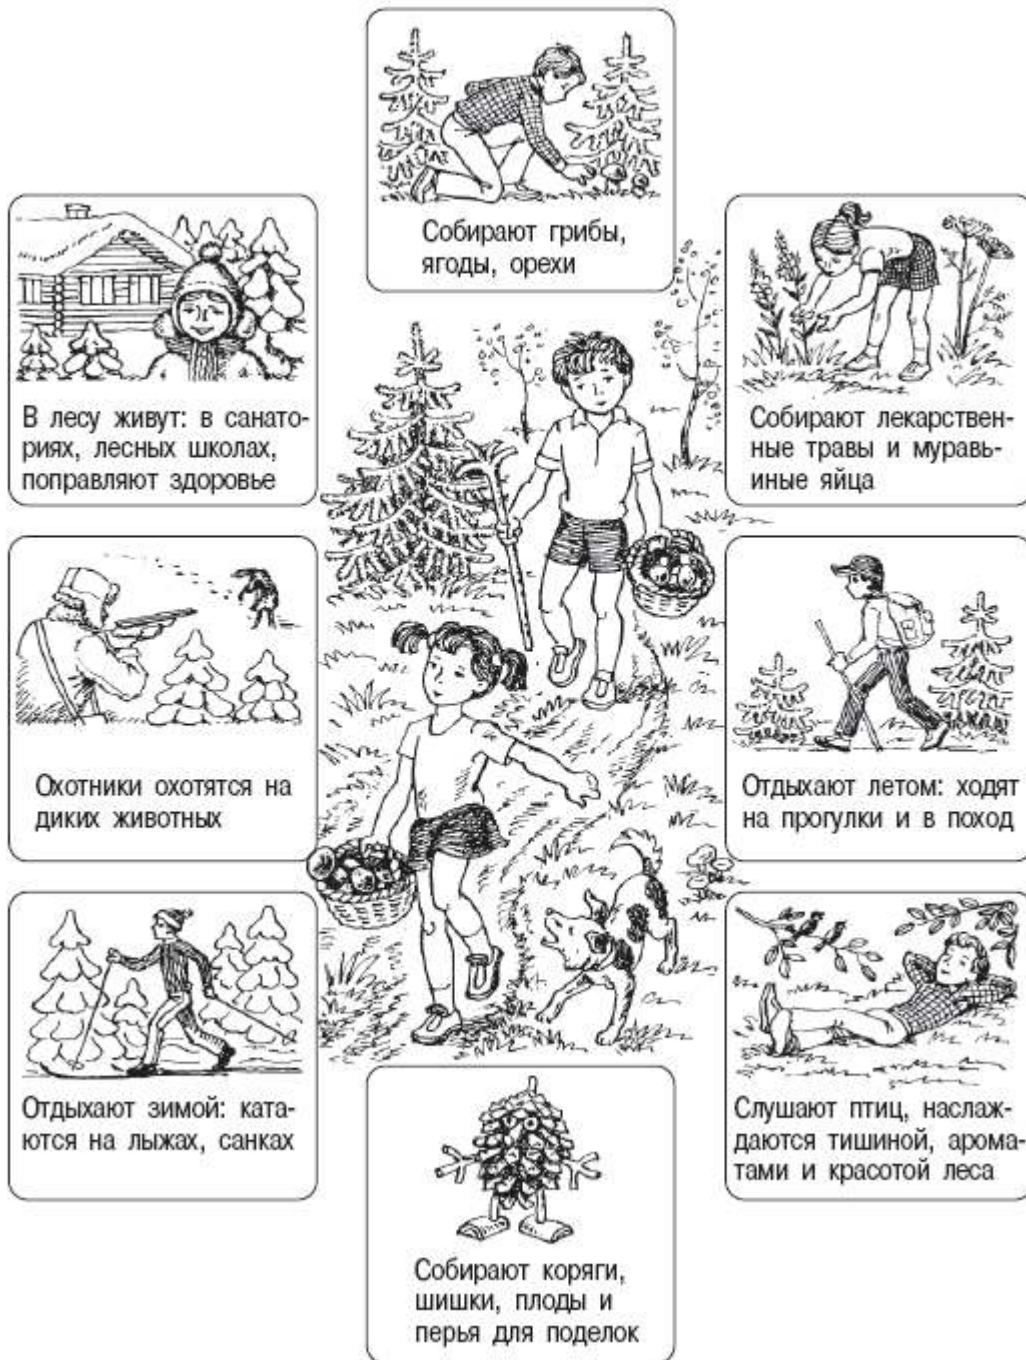 Собирают грибы,
ягоды, орехи
В лесу живут: в санато-
риях, лесных школах,
поправляют здоровье
Собирают лекарствен-
ные травы и муравь-
иные яйца
Охотники охотятся на
диких животных
Отдыхают летом: ходят
на прогулки и в поход
Отдыхают зимой: ката-
ются на лыжах, санках
Слушают птиц, наслаж-
даются тишиной, арома-
тами и красотой леса
Собирают коряги,
шишки, плоды и
перья для поделок